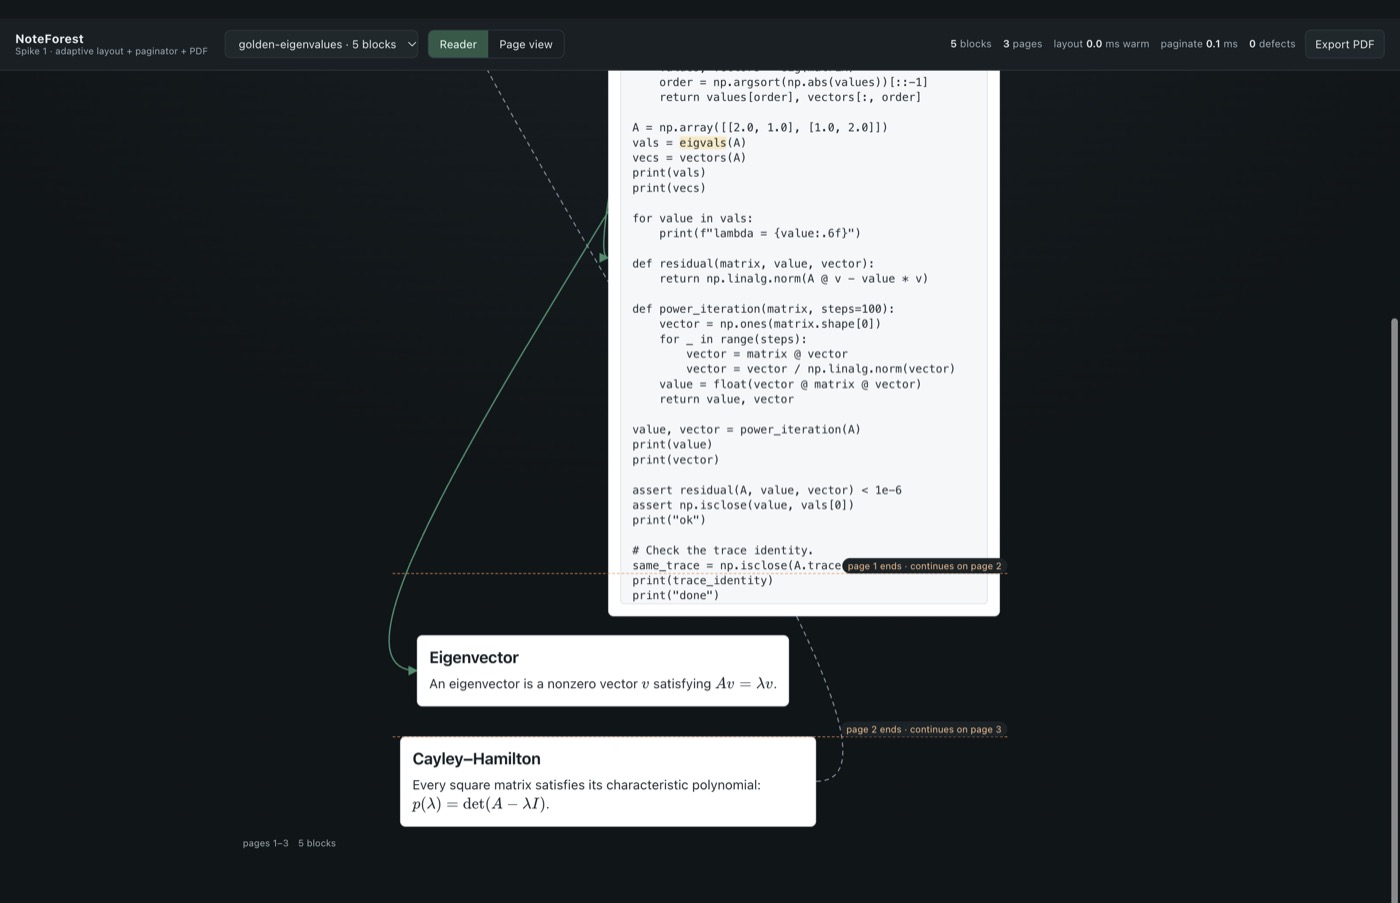 NoteForest
Spike 1 · adaptive layout + paginator + PDF
golden-eigenvalues · 5 blocks
Reader
Page view
5 blocks 3 pages layout 0.0 ms warm paginate 0.1 ms 0 defects
Export PDF
order = np.argsort(np.abs(values))[::-1]
return values[order], vectors[:, order]
A = np.array([[2.0, 1.0], [1.0, 2.0]])
vals = eigvals(A)
vecs = vectors(A)
print(vals)
print(vecs)
for value in vals:
print(f"lambda = {value:.6f}")
def residual(matrix, value, vector):
return np.linalg.norm(A @ v − value * v)
def power_iteration(matrix, steps=100):
vector = np.ones(matrix.shape[0])
for _ in range(steps):
vector = matrix @ vector
vector = vector / np.linalg.norm(vector)
value = float(vector @ matrix @ vector)
return value, vector
value, vector = power_iteration(A)
print(value)
print(vector)
assert residual(A, value, vector) < 1e-6
assert np.isclose(value, vals[0])
print("ok")
# Check the trace identity.
same_trace = np.isclose(A.trace
page 1 ends · continues on page 2
print(trace_identity)
print("done")
Eigenvector
An eigenvector is a nonzero vector v satisfying Av = λv.
page 2 ends · continues on page 3
Cayley–Hamilton
Every square matrix satisfies its characteristic polynomial:
p(λ) = det(A − λI).
pages 1–3 5 blocks